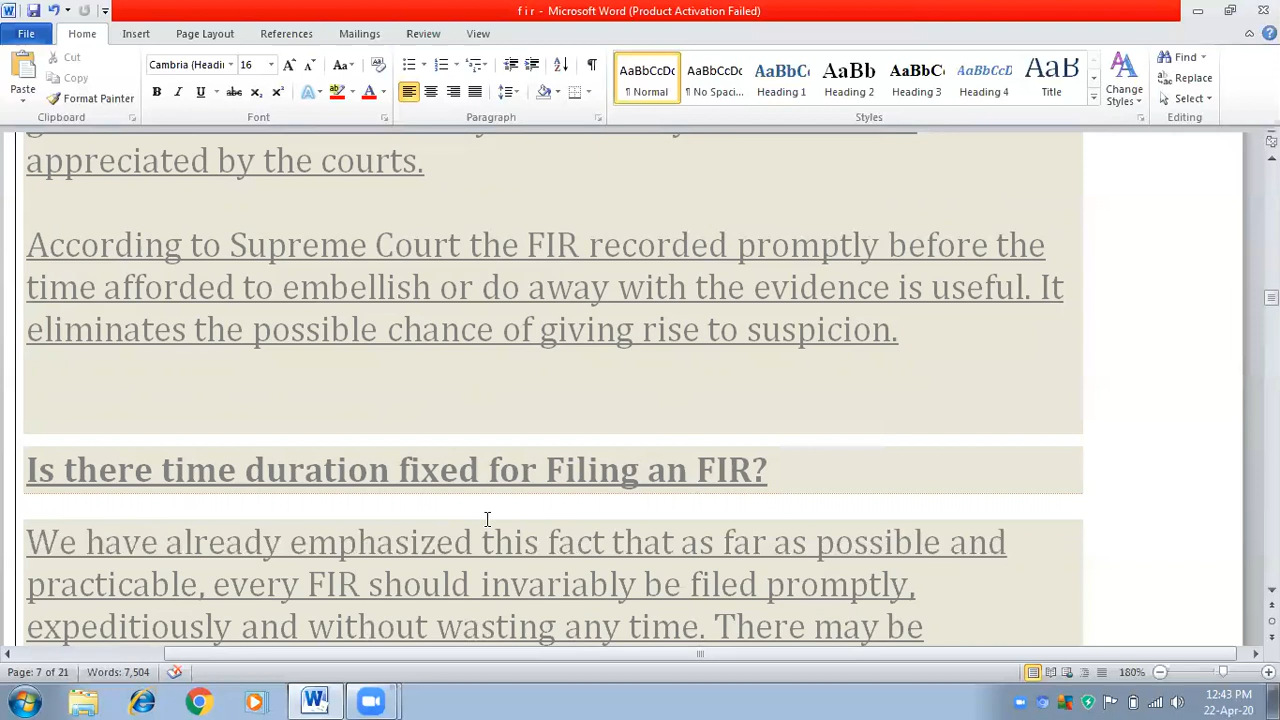 f i r - Microsoft Word (Product Activation Failed)
File Home Insert Page Layout References Mailings Review View
Cut
Copy
Format Painter
Paste
Clipboard
Cambria (Headi 16
Font
Paragraph
AaBbCcDc AaBbCcDc AaBbC AaBb AaBbC AaBbCcL AaB
¶ Normal ¶ No Spaci... Heading 1 Heading 2 Heading 3 Heading 4 Title
Change Styles
Styles
Find
Replace
Select
Editing
appreciated by the courts.
According to Supreme Court the FIR recorded promptly before the
time afforded to embellish or do away with the evidence is useful. It
eliminates the possible chance of giving rise to suspicion.
Is there time duration fixed for Filing an FIR?
We have already emphasized this fact that as far as possible and
practicable, every FIR should invariably be filed promptly,
expeditiously and without wasting any time. There may be
Page: 7 of 21 Words: 7,504 180%
12:43 PM
22-Apr-20